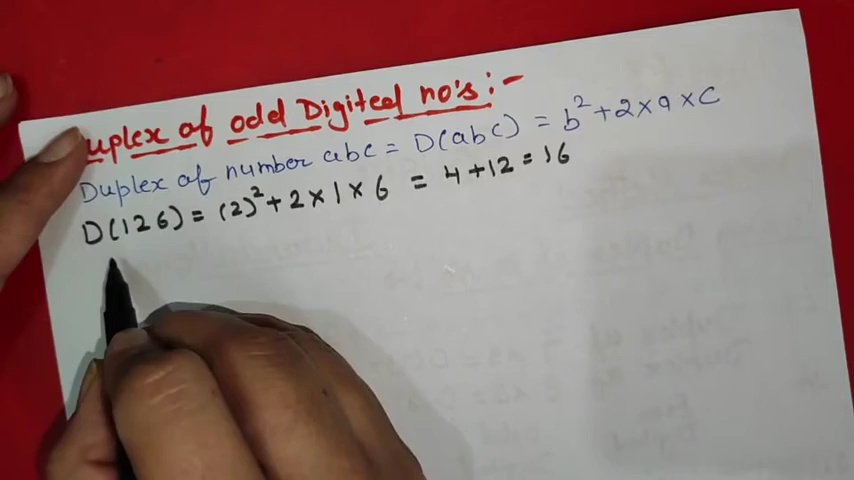 uplex of odd Digited no's :-
Duplex of number abc = D(abc) = b² + 2 × a × c
D(126) = (2)² + 2 × 1 × 6 = 4 + 12 = 16